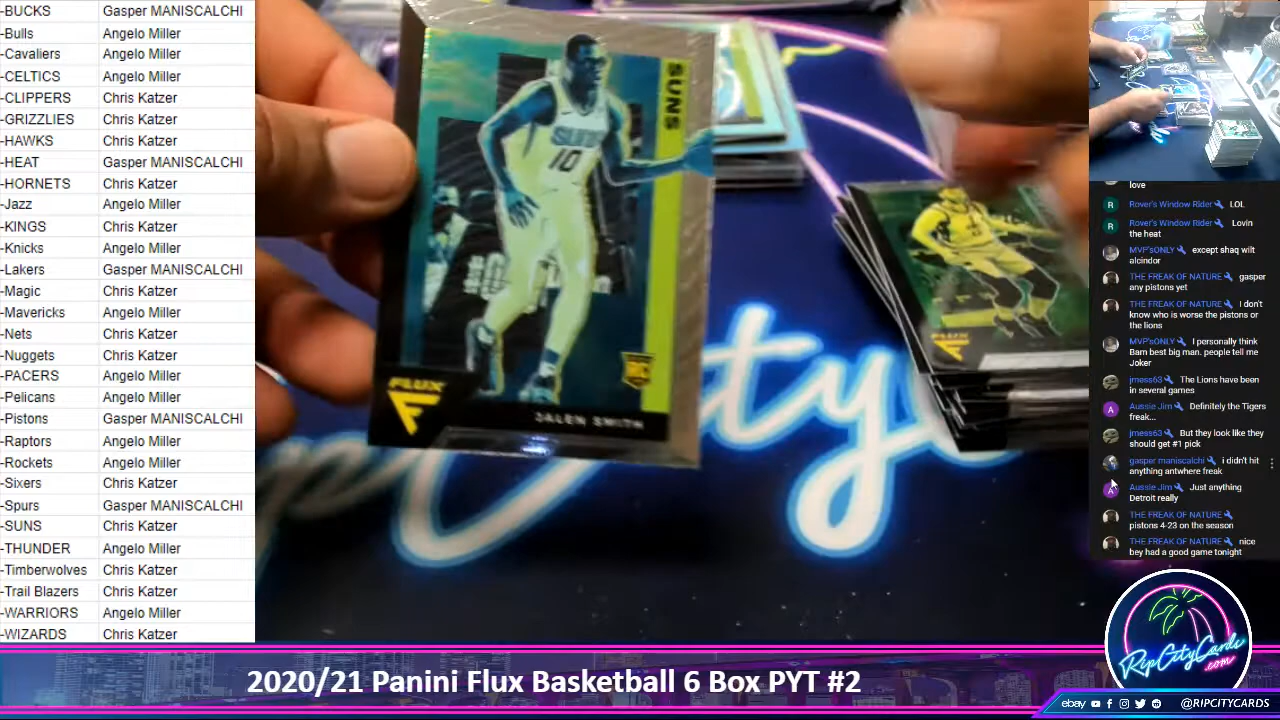 -BUCKS Gasper MANISCALCHI
-Bulls Angelo Miller
-Cavaliers Angelo Miller
-CELTICS Angelo Miller
-CLIPPERS Chris Katzer
-GRIZZLIES Chris Katzer
-HAWKS Chris Katzer
-HEAT Gasper MANISCALCHI
-HORNETS Chris Katzer
-Jazz Angelo Miller
-KINGS Chris Katzer
-Knicks Angelo Miller
-Lakers Gasper MANISCALCHI
-Magic Chris Katzer
-Mavericks Angelo Miller
-Nets Chris Katzer
-Nuggets Chris Katzer
-PACERS Angelo Miller
-Pelicans Angelo Miller
-Pistons Gasper MANISCALCHI
-Raptors Angelo Miller
-Rockets Angelo Miller
-Sixers Chris Katzer
-Spurs Gasper MANISCALCHI
-SUNS Chris Katzer
-THUNDER Angelo Miller
-Timberwolves Chris Katzer
-Trail Blazers Chris Katzer
-WARRIORS Angelo Miller
-WIZARDS Chris Katzer
SUNS
SUNS
10
RC
FLUX
JALEN SMITH
FLUX
ty
love
R Rover's Window Rider LOL
R Rover's Window Rider Lovin
the heat
MVP'sONLY except shaq wilt
alcindor
THE FREAK OF NATURE gasper
any pistons yet
THE FREAK OF NATURE I don't
know who is worse the pistons or
the lions
MVP'sONLY I personally think
Bam best big man. people tell me
Joker
jmess63 The Lions have been
in several games
A Aussie Jim Definitely the Tigers
freak...
jmess63 But they look like they
should get #1 pick
gasper maniscalchi i didn't hit
anything antwhere freak
A Aussie Jim Just anything
Detroit really
THE FREAK OF NATURE
pistons 4-23 on the season
THE FREAK OF NATURE nice
bey had a good game tonight
RipCityCards
.com
2020/21 Panini Flux Basketball 6 Box PYT #2
ebay @RIPCITYCARDS